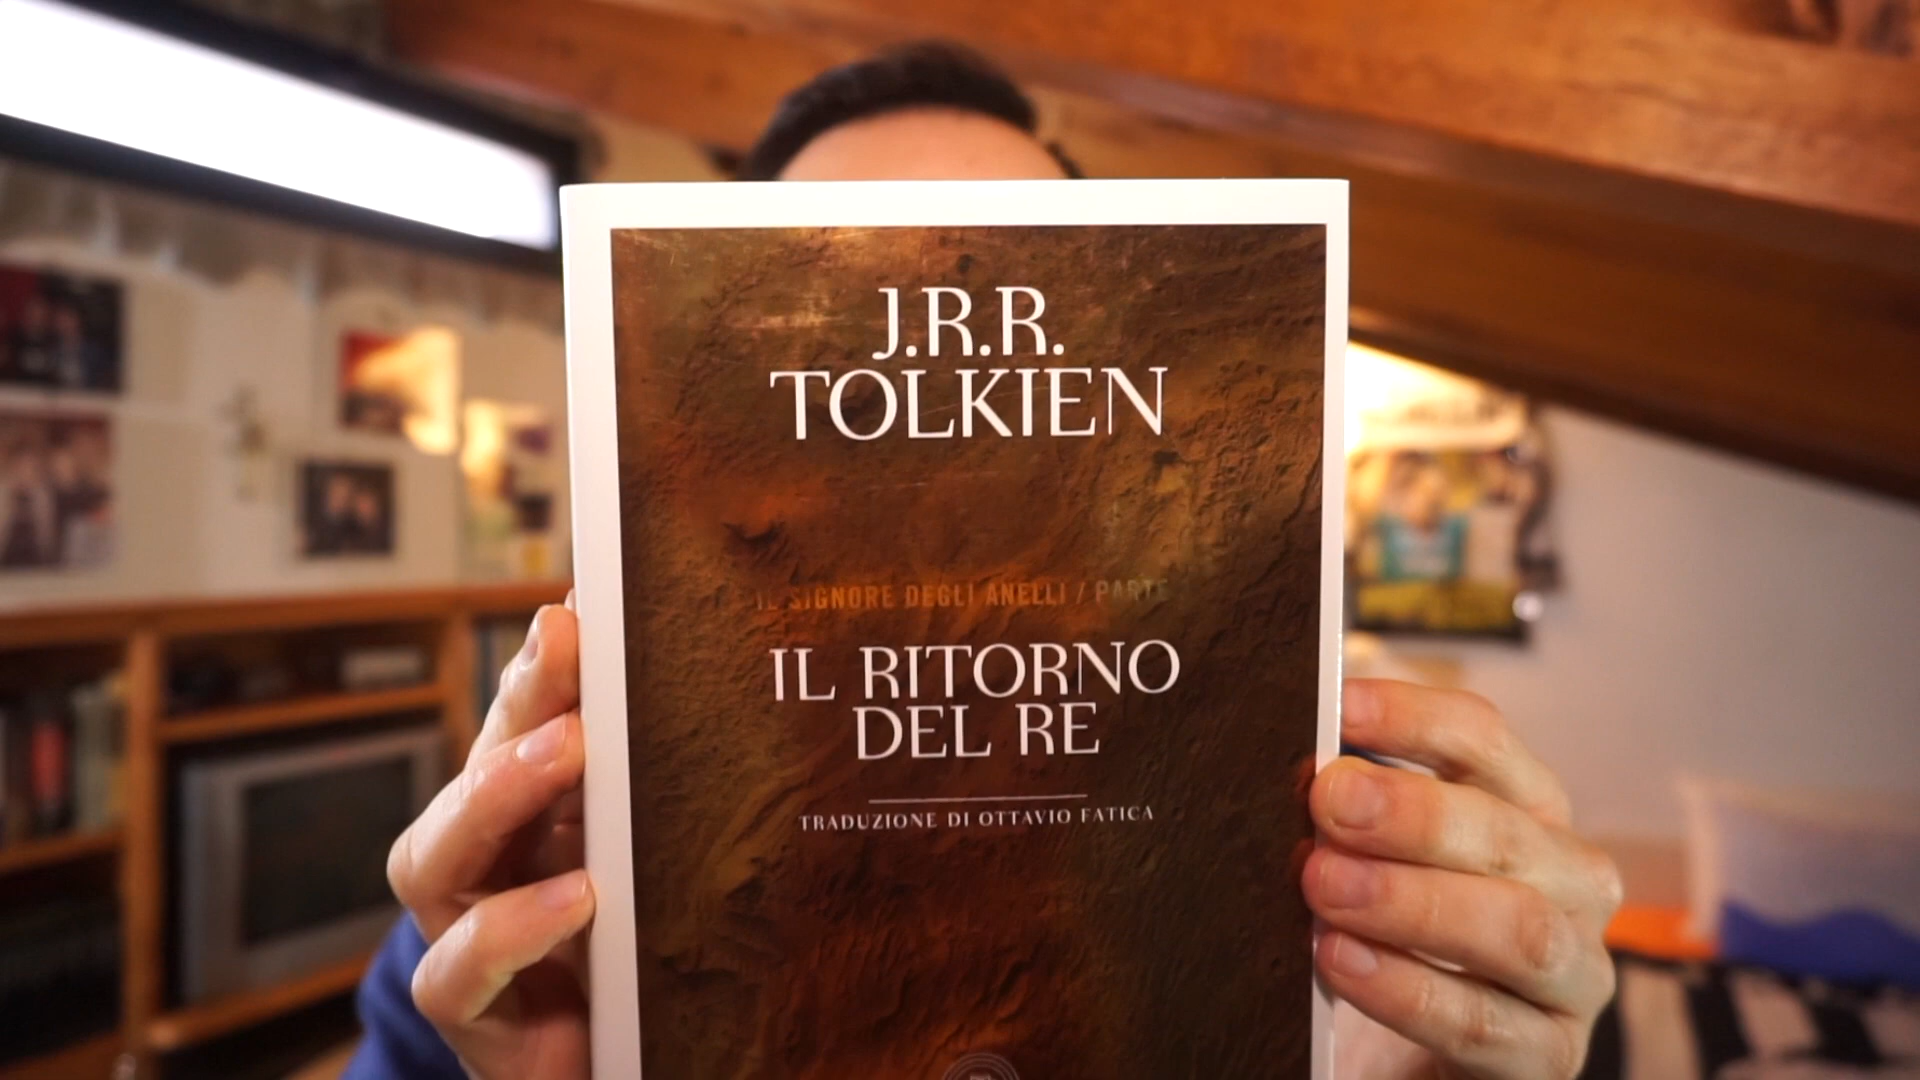 J.R.R.
TOLKIEN
IL SIGNORE DEGLI ANELLI / PARTE
IL RITORNO
DEL RE
TRADUZIONE DI OTTAVIO FATICA